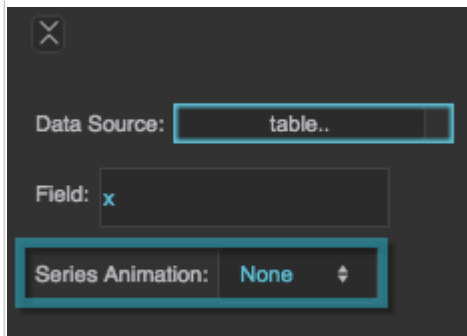 Data Source: table..
Field: x
Series Animation: None